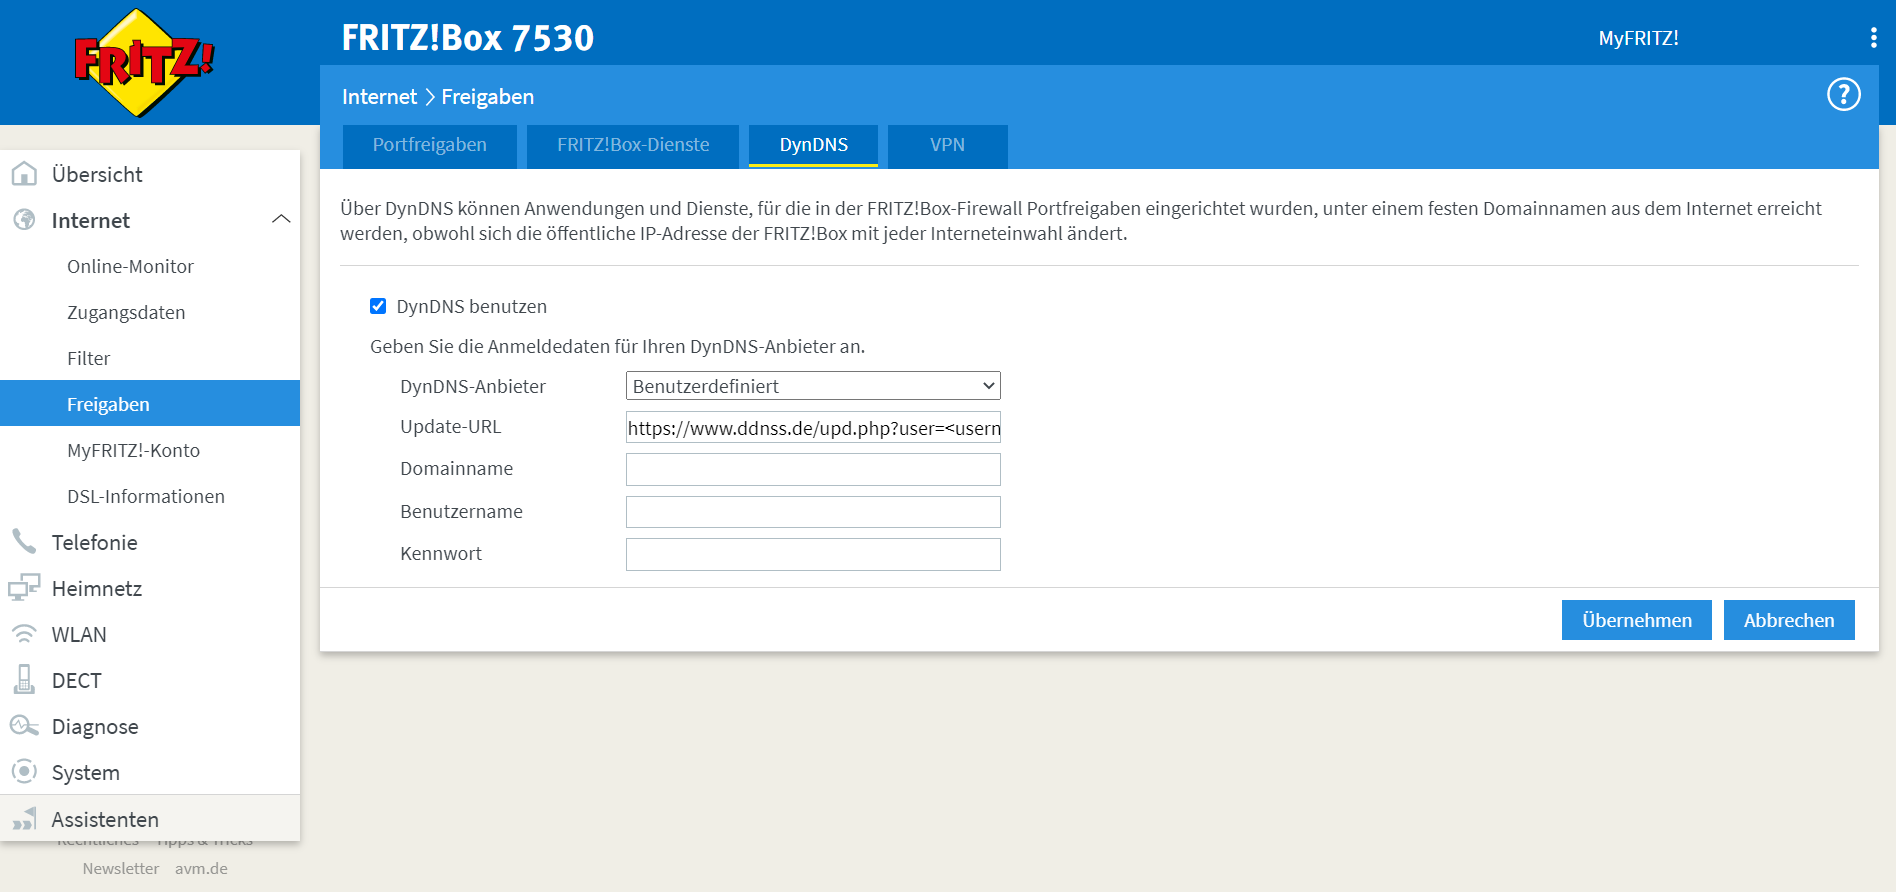 FRITZ!
FRITZ!Box 7530
MyFRITZ!
Internet > Freigaben
?
Portfreigaben
FRITZ!Box-Dienste
DynDNS
VPN
Übersicht
Internet
Online-Monitor
Zugangsdaten
Filter
Freigaben
MyFRITZ!-Konto
DSL-Informationen
Telefonie
Heimnetz
WLAN
DECT
Diagnose
System
Assistenten
Rechtliches Tipps & Tricks
Newsletter avm.de
Über DynDNS können Anwendungen und Dienste, für die in der FRITZ!Box-Firewall Portfreigaben eingerichtet wurden, unter einem festen Domainnamen aus dem Internet erreicht
werden, obwohl sich die öffentliche IP-Adresse der FRITZ!Box mit jeder Interneteinwahl ändert.
DynDNS benutzen
Geben Sie die Anmeldedaten für Ihren DynDNS-Anbieter an.
DynDNS-Anbieter Benutzerdefiniert
Update-URL https://www.ddnss.de/upd.php?user=<usern
Domainname
Benutzername
Kennwort
Übernehmen
Abbrechen